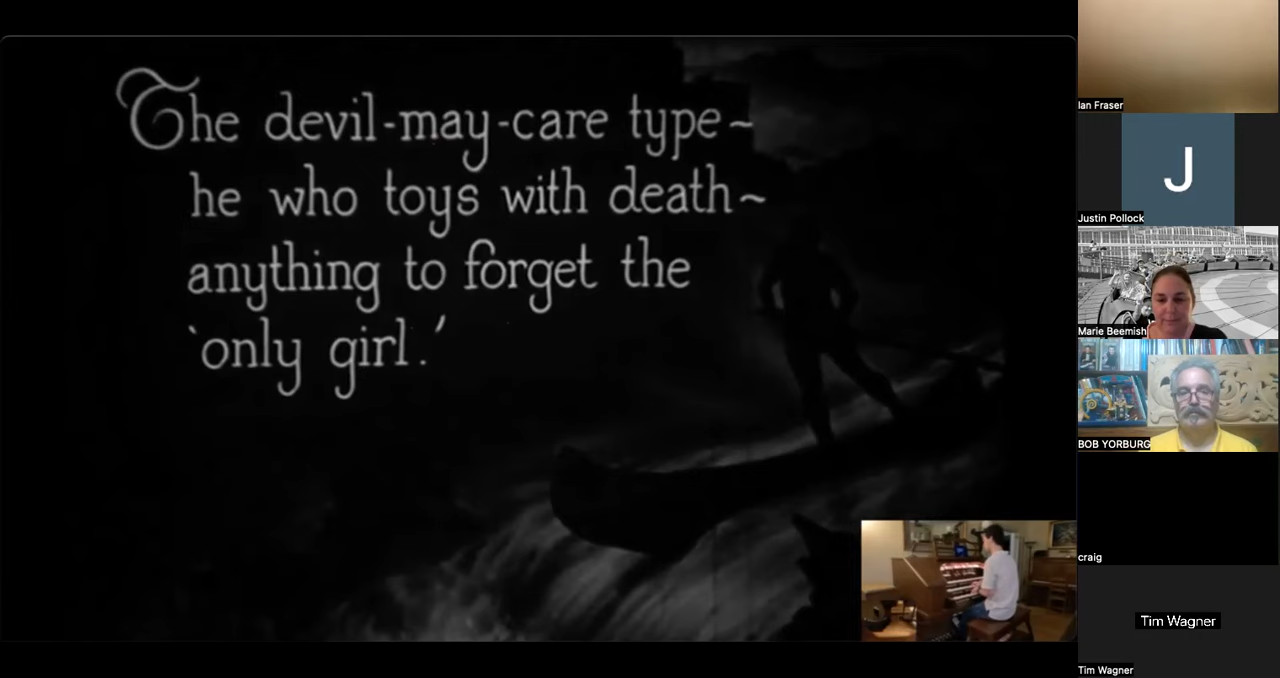 The devil-may-care type~
he who toys with death~
anything to forget the
`only girl.'
Ian Fraser
J
Justin Pollock
Marie Beemish
BOB YORBURG
craig
Tim Wagner
Tim Wagner